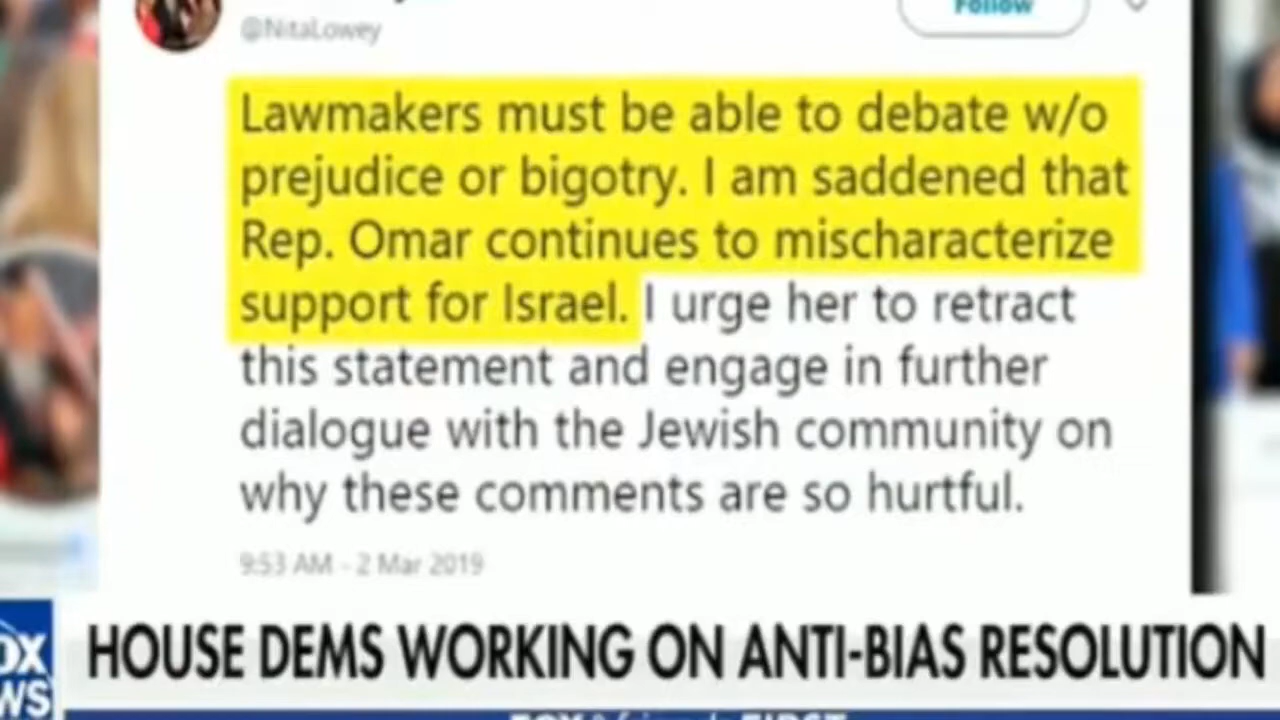 Follow
@NitaLowey
Lawmakers must be able to debate w/o
prejudice or bigotry. I am saddened that
Rep. Omar continues to mischaracterize
support for Israel. I urge her to retract
this statement and engage in further
dialogue with the Jewish community on
why these comments are so hurtful.
9:53 AM - 2 Mar 2019
HOUSE DEMS WORKING ON ANTI-BIAS RESOLUTION